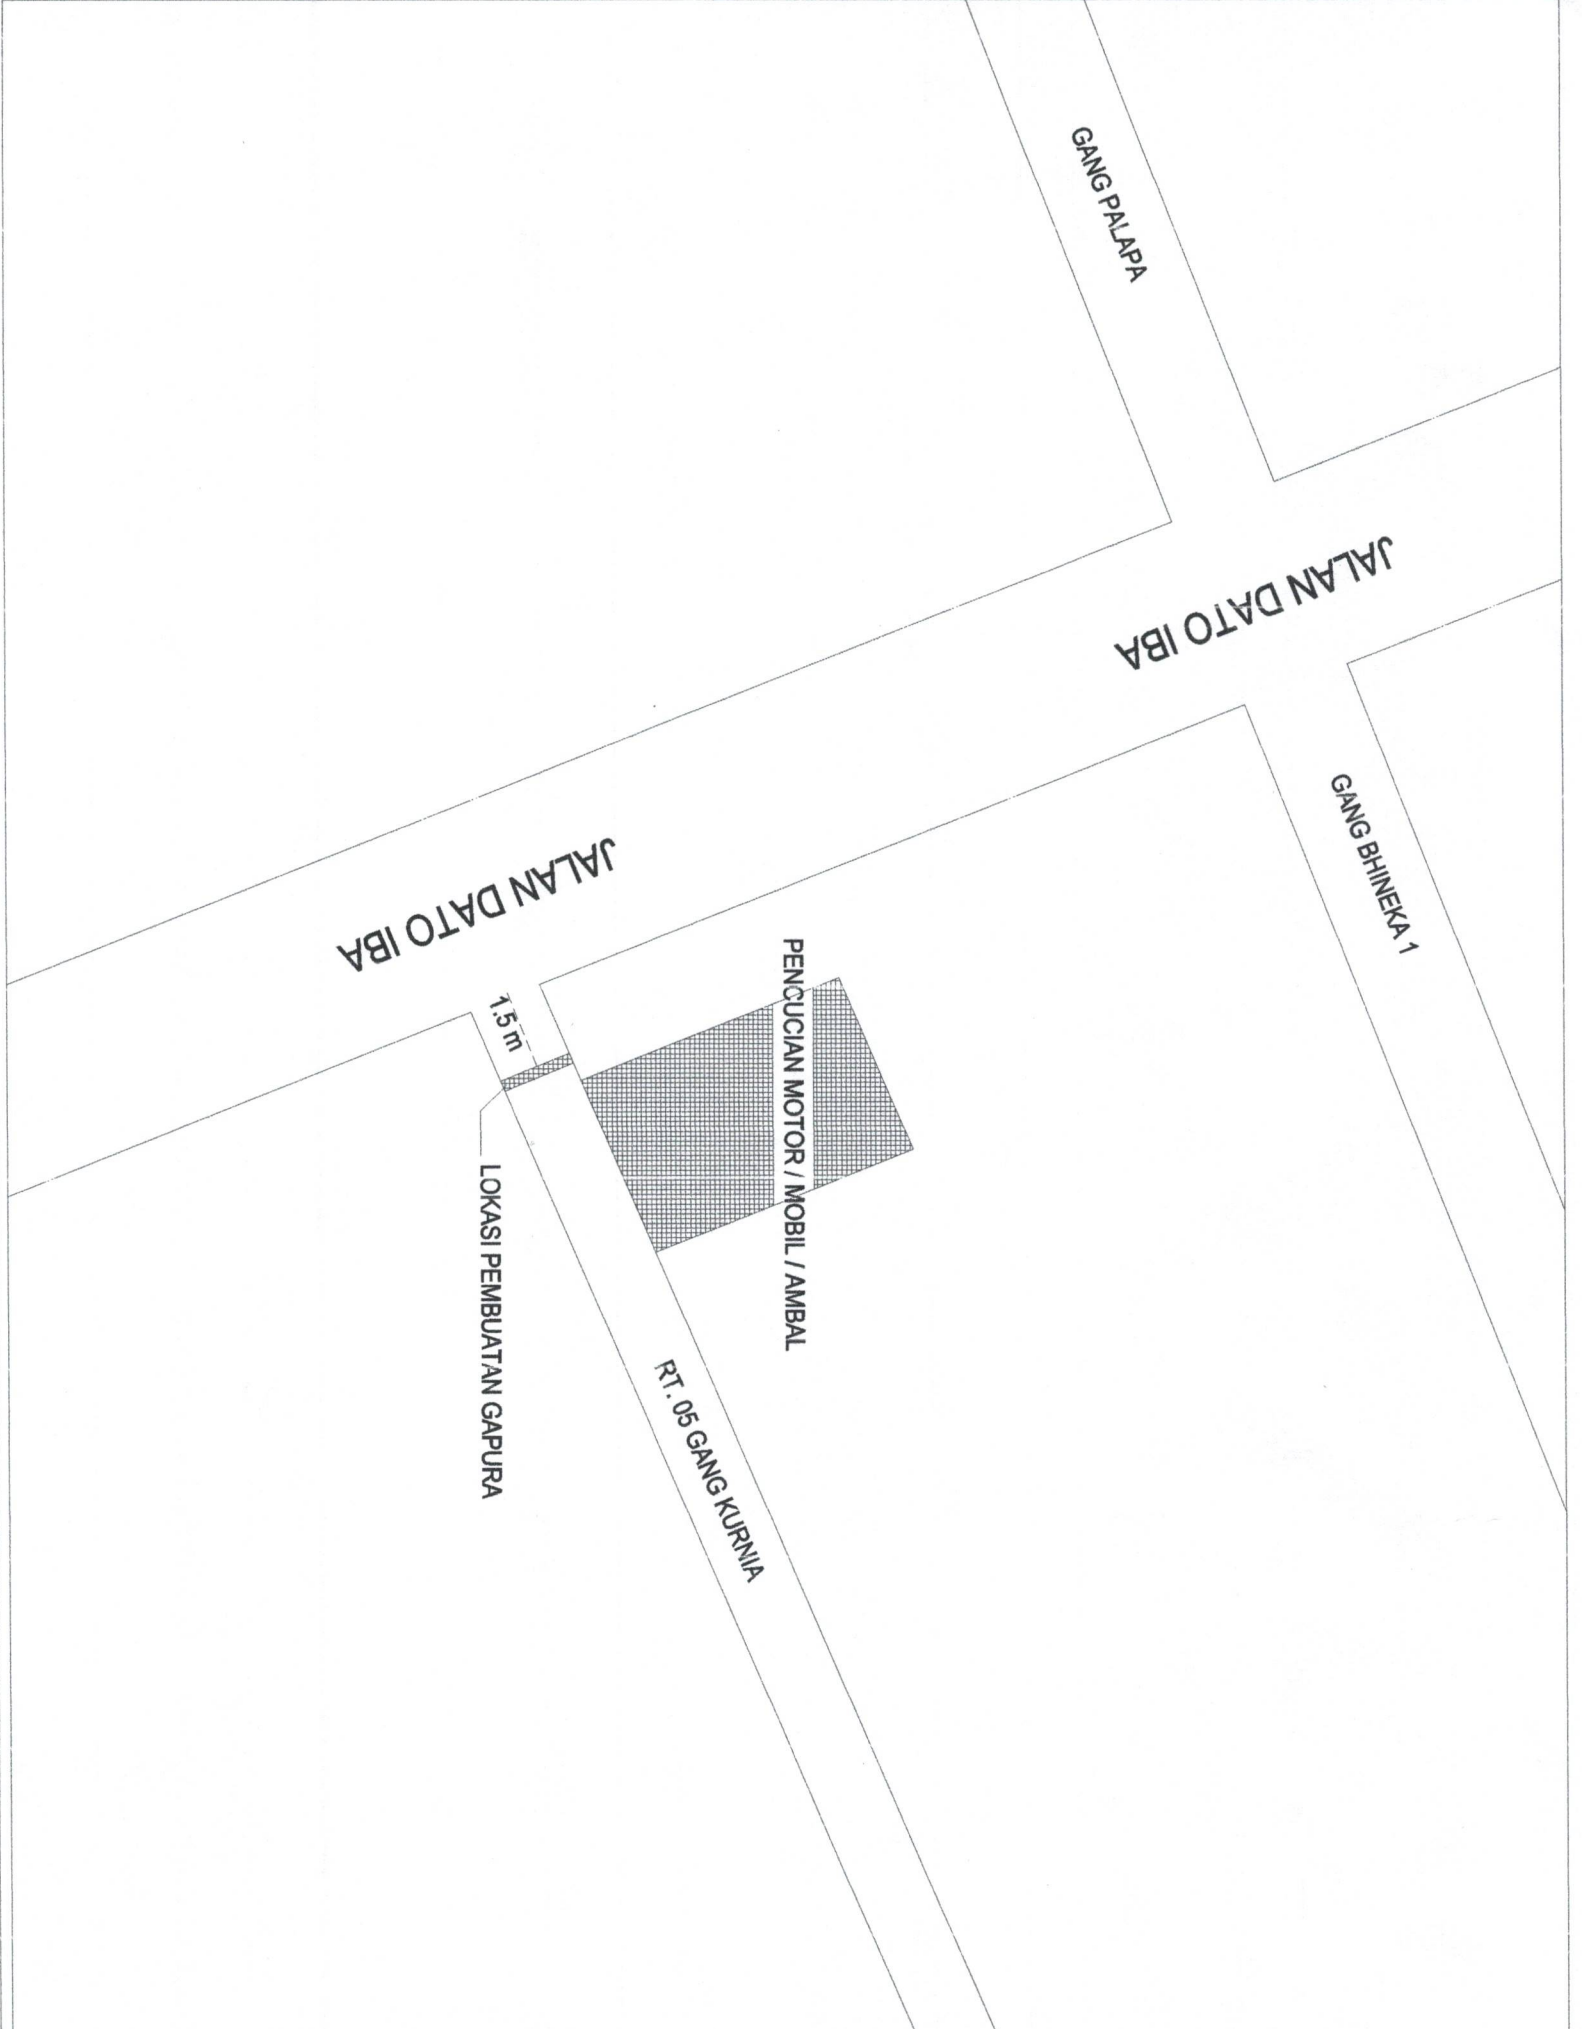 GANG PALAPA
JALAN DATO IBA
GANG BHINEKA 1
JALAN DATO IBA
1.5 m
PENCUCIAN MOTOR / MOBIL / AMBAL
LOKASI PEMBUATAN GAPURA
RT. 05 GANG KURNIA